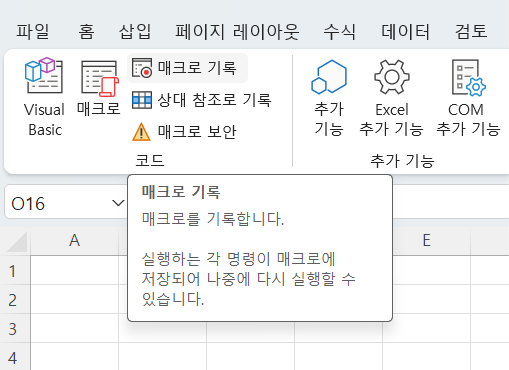 파일 홈 삽입 페이지 레이아웃 수식 데이터 검토
Visual Basic
매크로
매크로 기록
상대 참조로 기록
매크로 보안
코드
추가 기능
Excel 추가 기능
COM 추가 기능
추가 기능
O16
매크로 기록
매크로를 기록합니다.
실행하는 각 명령이 매크로에
저장되어 나중에 다시 실행할 수
있습니다.
A E
1
2
3
4